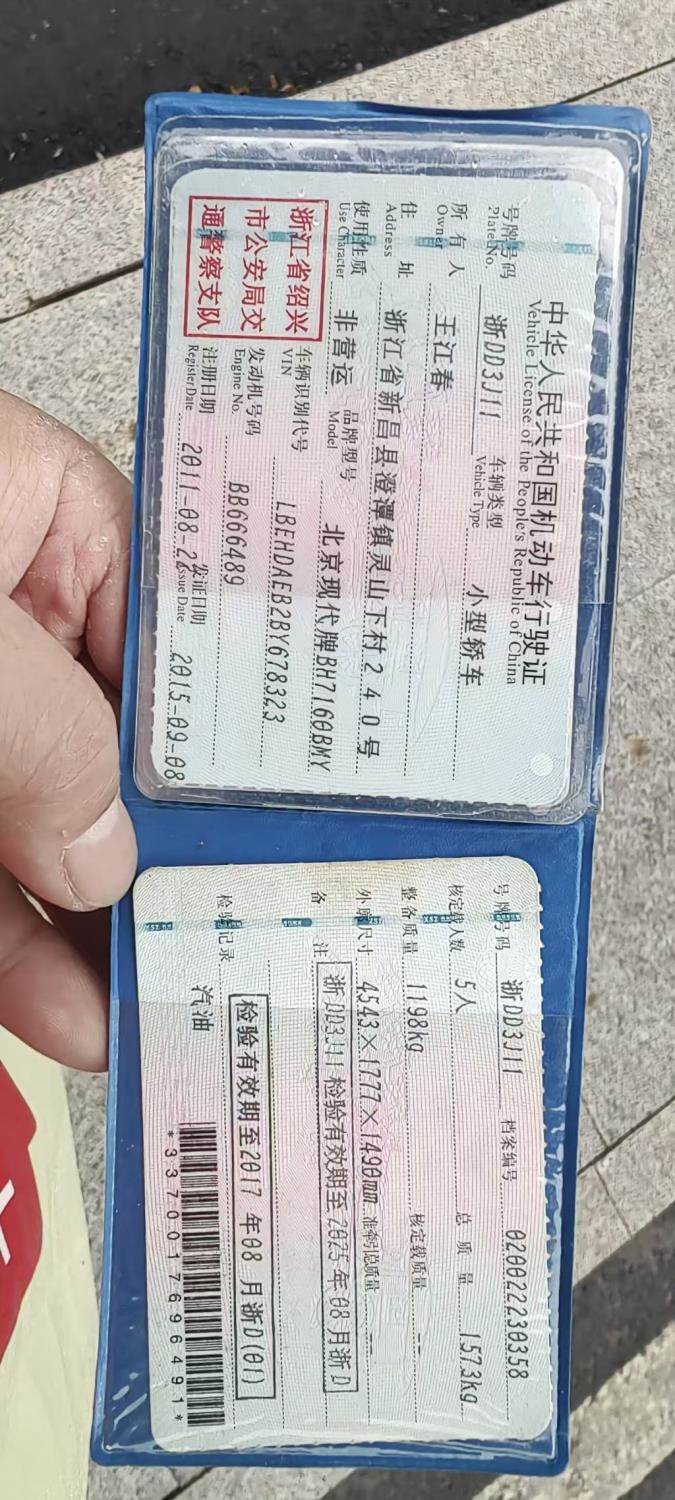 中华人民共和国机动车行驶证
Vehicle License of the People's Republic of China
号牌号码 浙DD3J11 车辆类型 小型轿车
Plate No. Vehicle Type
所有人 王江春
Owner
住址 浙江省新昌县澄潭镇灵山下村240号
Address
使用性质 非营运 品牌型号 北京现代牌BH7160BMY
Use Character Model
浙江省绍兴
市公安局交
通警察支队
车辆识别代号 LBEHDAEB2BY678323
VIN
发动机号码 BB666489
Engine No.
注册日期 2011-08-2 发证日期 2015-09-08
Register Date Issue Date
号牌号码 浙DD3J11 档案编号 020022230358
核定载人数 5人 总质量 1573kg
整备质量 1198kg 核定载质量 --
外廓尺寸 4543×1777×1490mm 准牵引总质量 --
备注 浙DD3J11 检验有效期至2025年08月浙D
检验有效期至2017年08月浙D(01)
检验记录
汽油
*3370017696491*